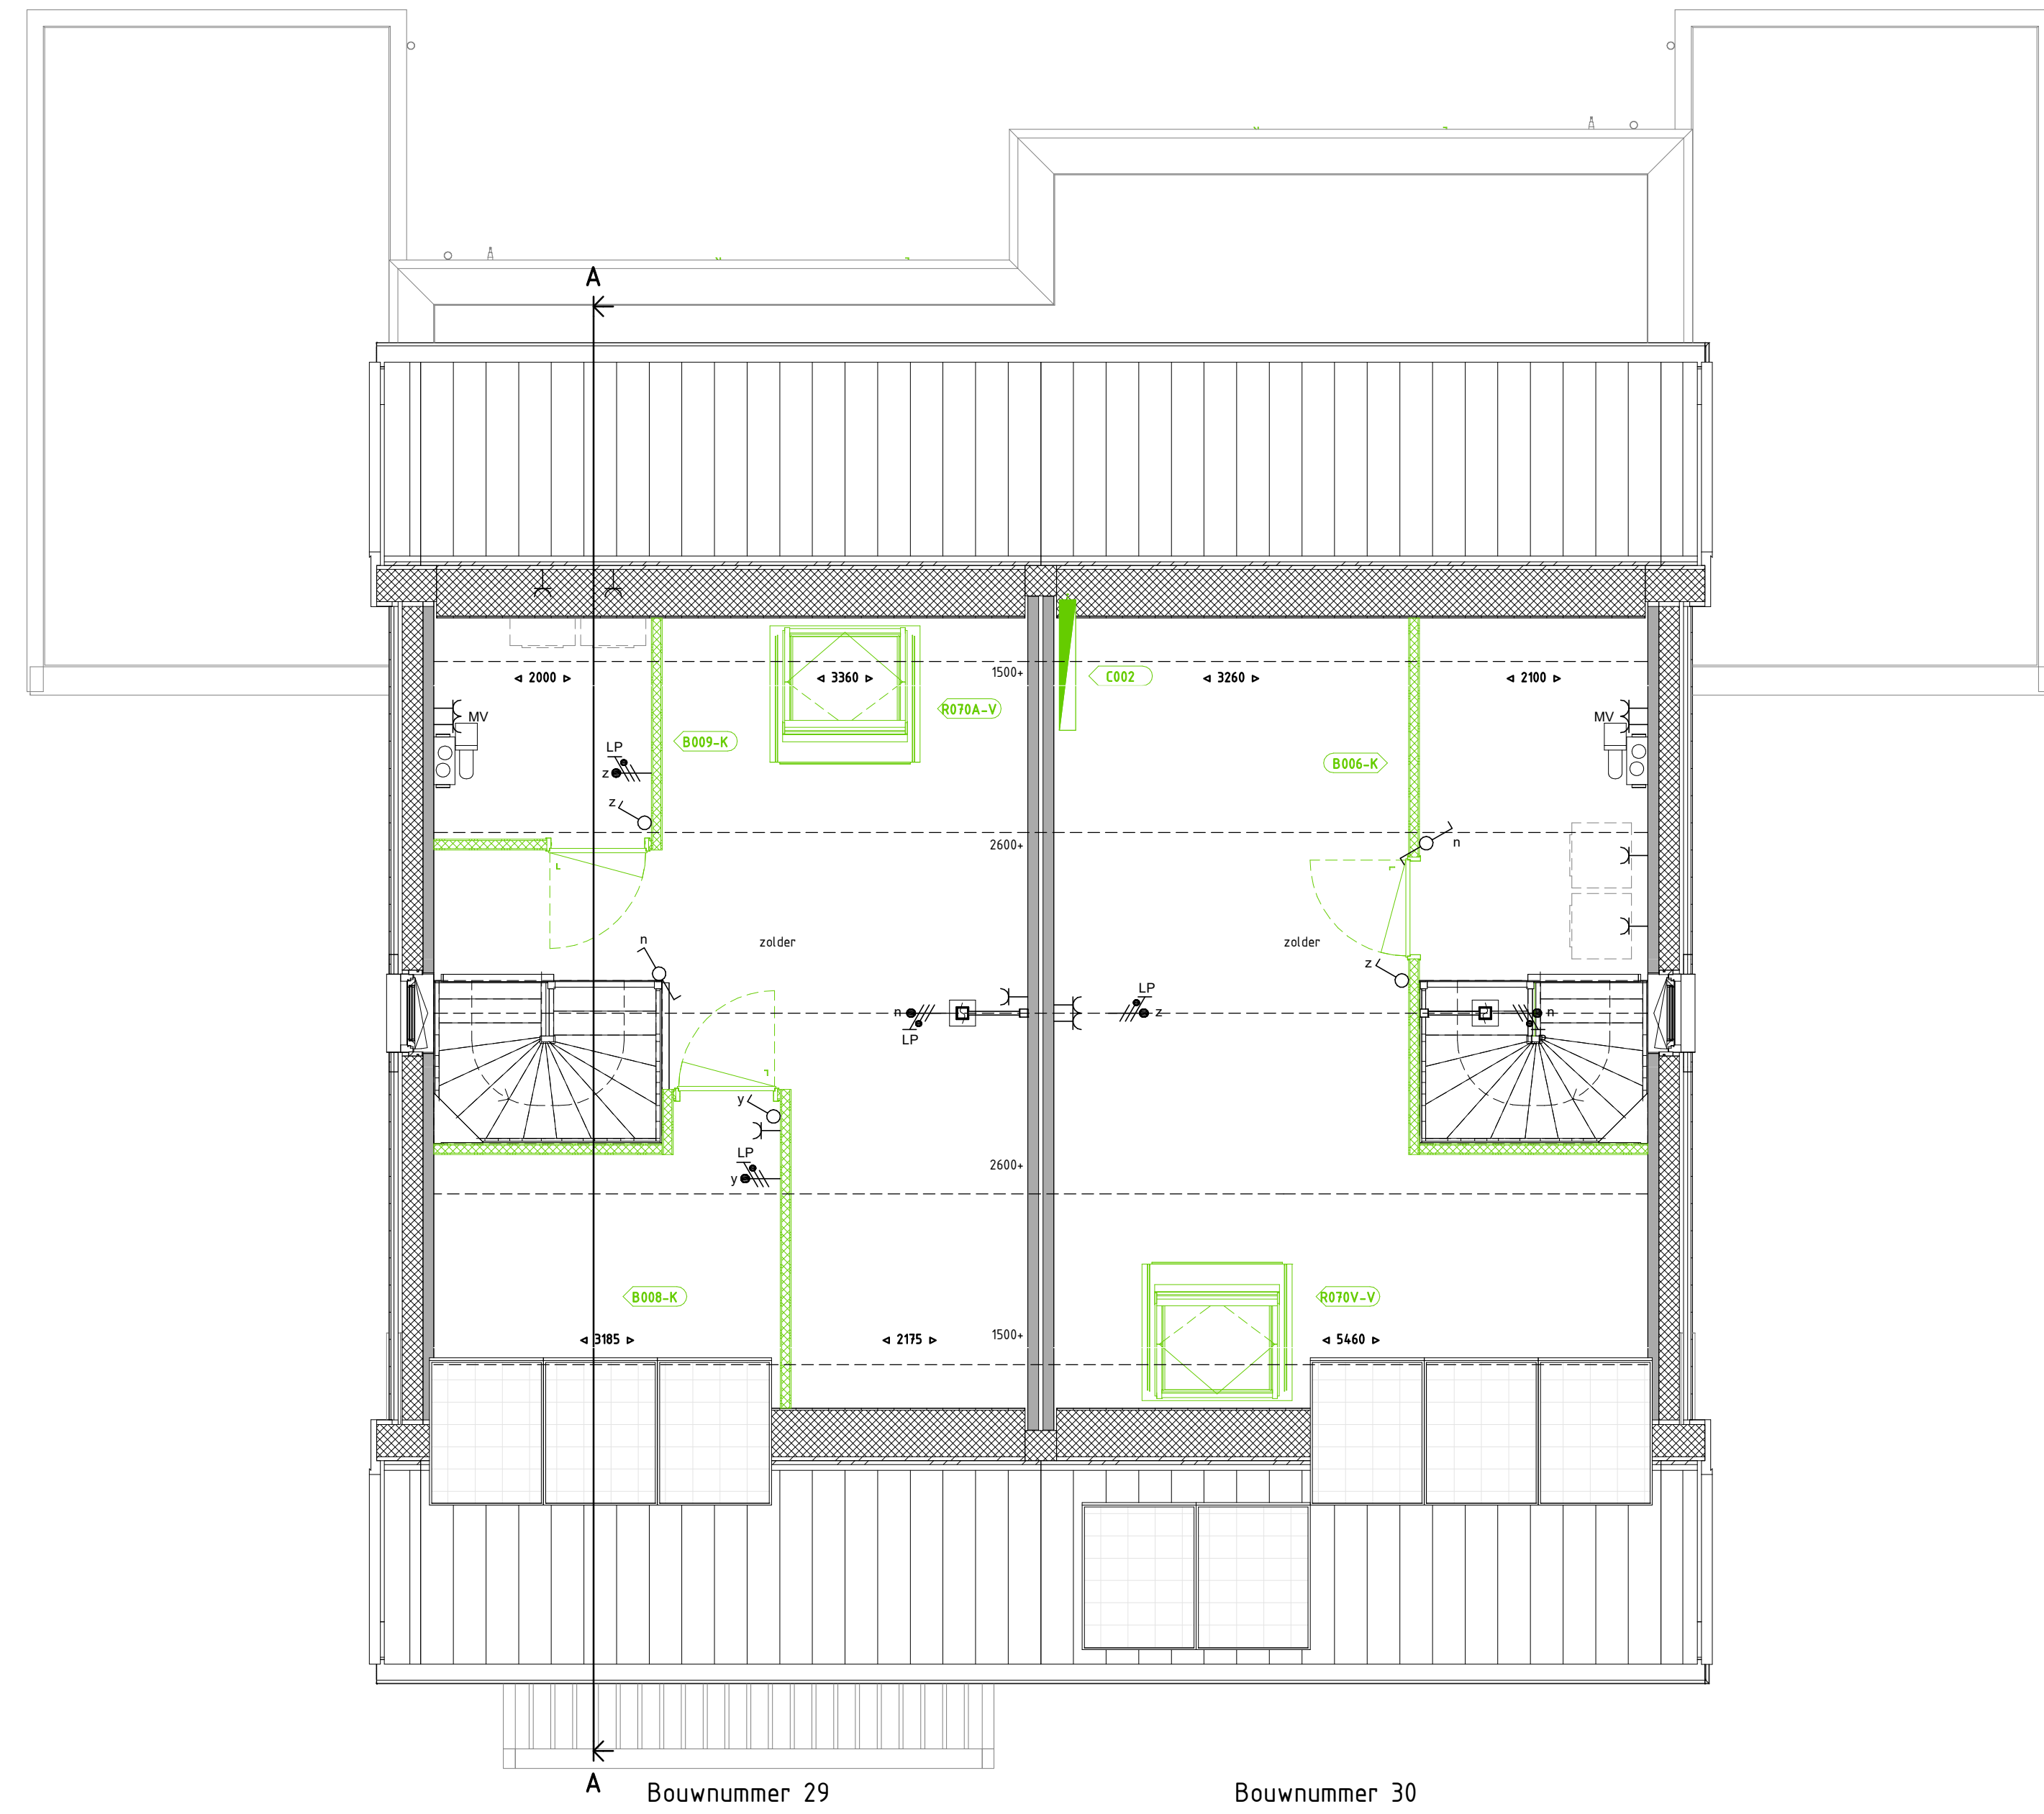 A
1500+
2000
3360
C002
3260
2100
R070A-V
MV
MV
B009-K
LP
z
B006-K
z
n
2600+
n
zolder
zolder
z
LP
n
z
n
LP
y
LP
y
2600+
B008-K
R070V-V
3185
2175
1500+
5460
A
Bouwnummer 29
Bouwnummer 30